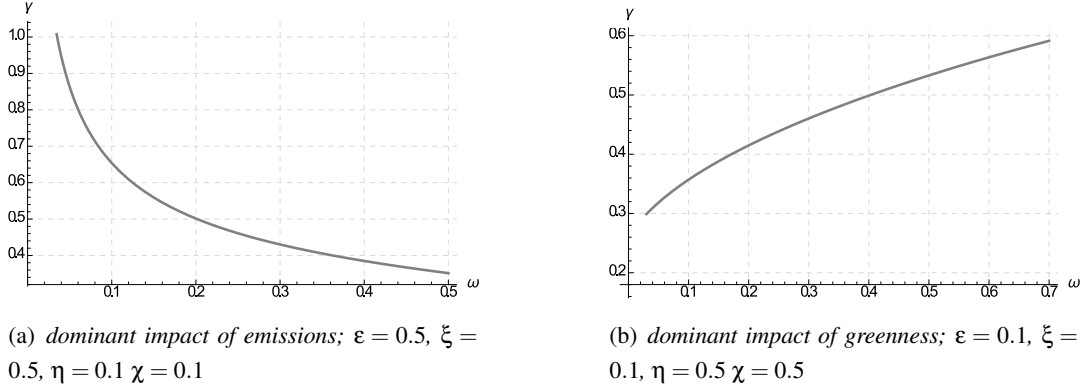 γ
1.0
0.9
0.8
0.7
0.6
0.5
0.4
0.1 0.2 0.3 0.4 0.5 ω
(a) dominant impact of emissions; ε = 0.5, ξ =
0.5, η = 0.1 χ = 0.1
γ
0.6
0.5
0.4
0.3
0.2
0.1 0.2 0.3 0.4 0.5 0.6 0.7 ω
(b) dominant impact of greenness; ε = 0.1, ξ =
0.1, η = 0.5 χ = 0.5